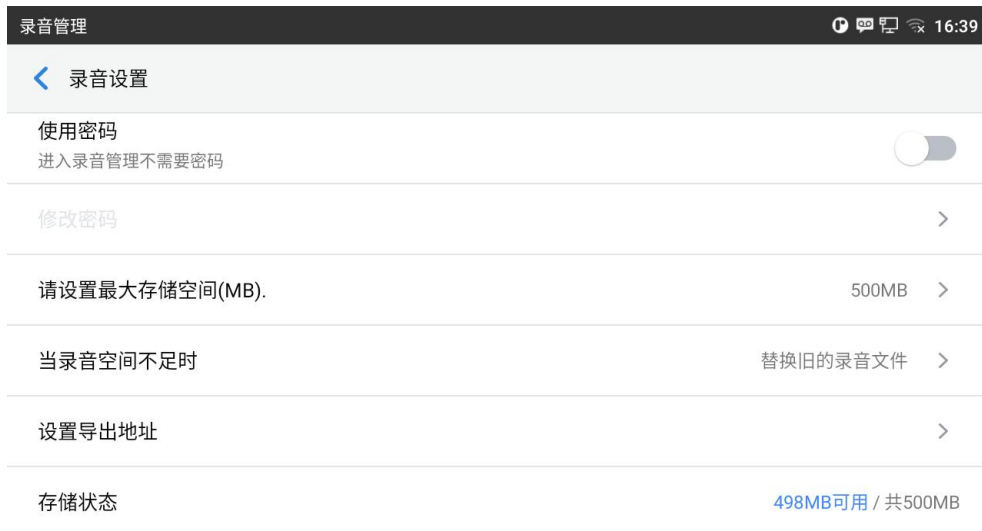 录音管理 16:39
录音设置
使用密码
进入录音管理不需要密码
修改密码
请设置最大存储空间(MB). 500MB
当录音空间不足时 替换旧的录音文件
设置导出地址
存储状态 498MB可用 / 共500MB